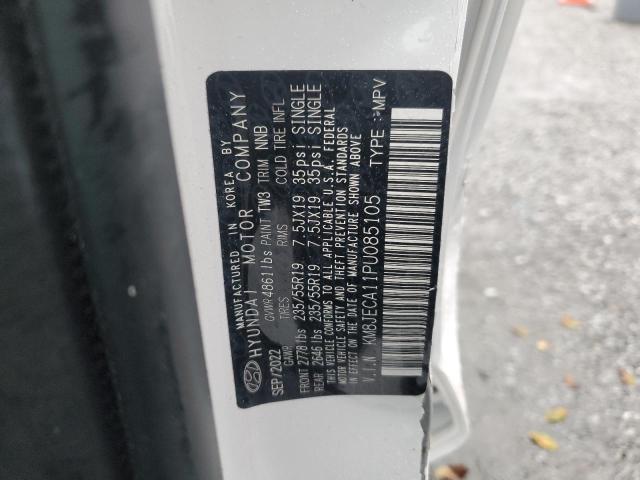 MANUFACTURED IN KOREA BY
HYUNDAI MOTOR COMPANY
SEP/2022 GVWR 4861lbs PAINT TW3 TRIM NNB
GAWR TIRES RIMS COLD TIRE INFL
FRONT 2778 lbs 235/55R19 7.5JX19 35psi SINGLE
REAR 2646 lbs 235/55R19 7.5JX19 35psi SINGLE
THIS VEHICLE CONFORMS TO ALL APPLICABLE U.S.A. FEDERAL
MOTOR VEHICLE SAFETY AND THEFT PREVENTION STANDARDS
IN EFFECT ON THE DATE OF MANUFACTURE SHOWN ABOVE
V.I.N KM8JECA11PU085105 TYPE :MPV